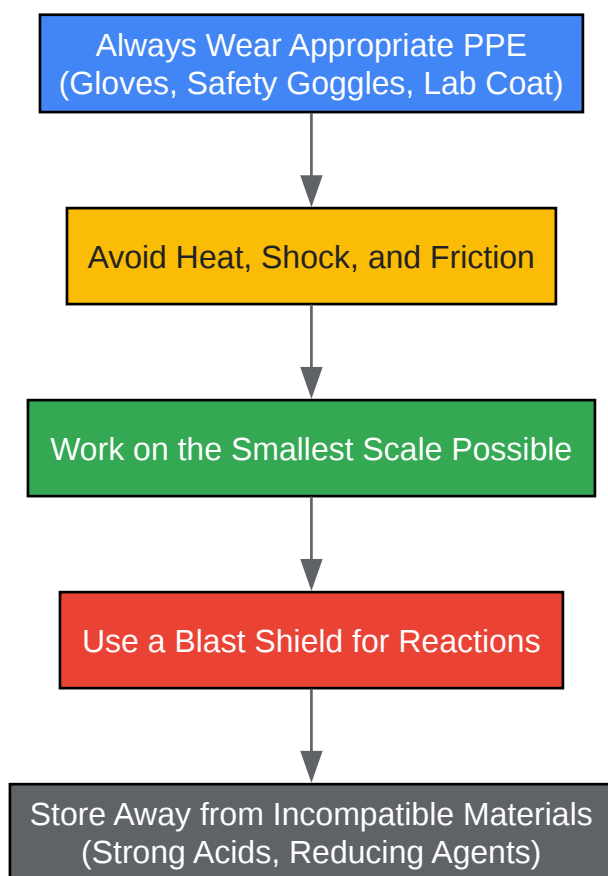 Always Wear Appropriate PPE
(Gloves, Safety Goggles, Lab Coat)
Avoid Heat, Shock, and Friction
Work on the Smallest Scale Possible
Use a Blast Shield for Reactions
Store Away from Incompatible Materials
(Strong Acids, Reducing Agents)